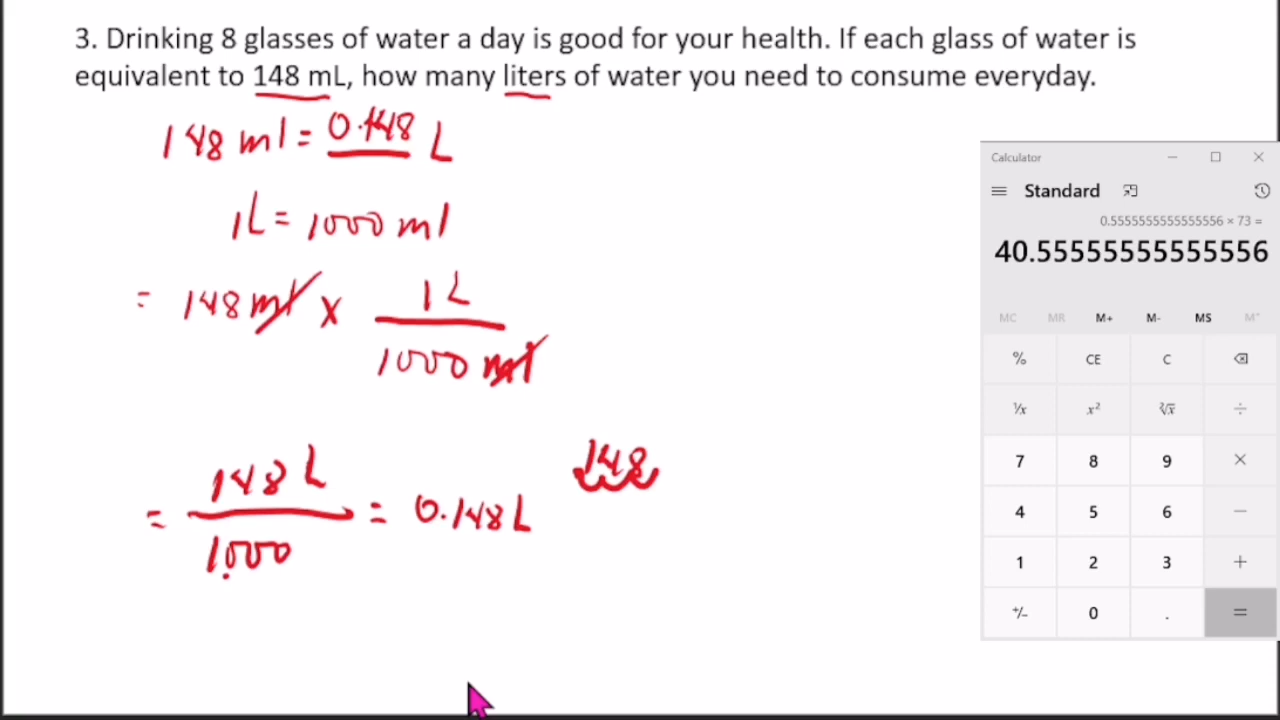 3. Drinking 8 glasses of water a day is good for your health. If each glass of water is
equivalent to 148 mL, how many liters of water you need to consume everyday.
148 ml = 0.148 L
1L = 1000 ml
= 148 ml x 1L
1000 ml
148
148 L
= = 0.148 L
1000
Calculator
Standard
0.5555555555555556 × 73 =
40.55555555555556
MC MR M+ M- MS M˅
% CE C ⌫
¹/x x² ²√x ÷
7 8 9 ×
4 5 6 −
1 2 3 +
+/- 0 . =